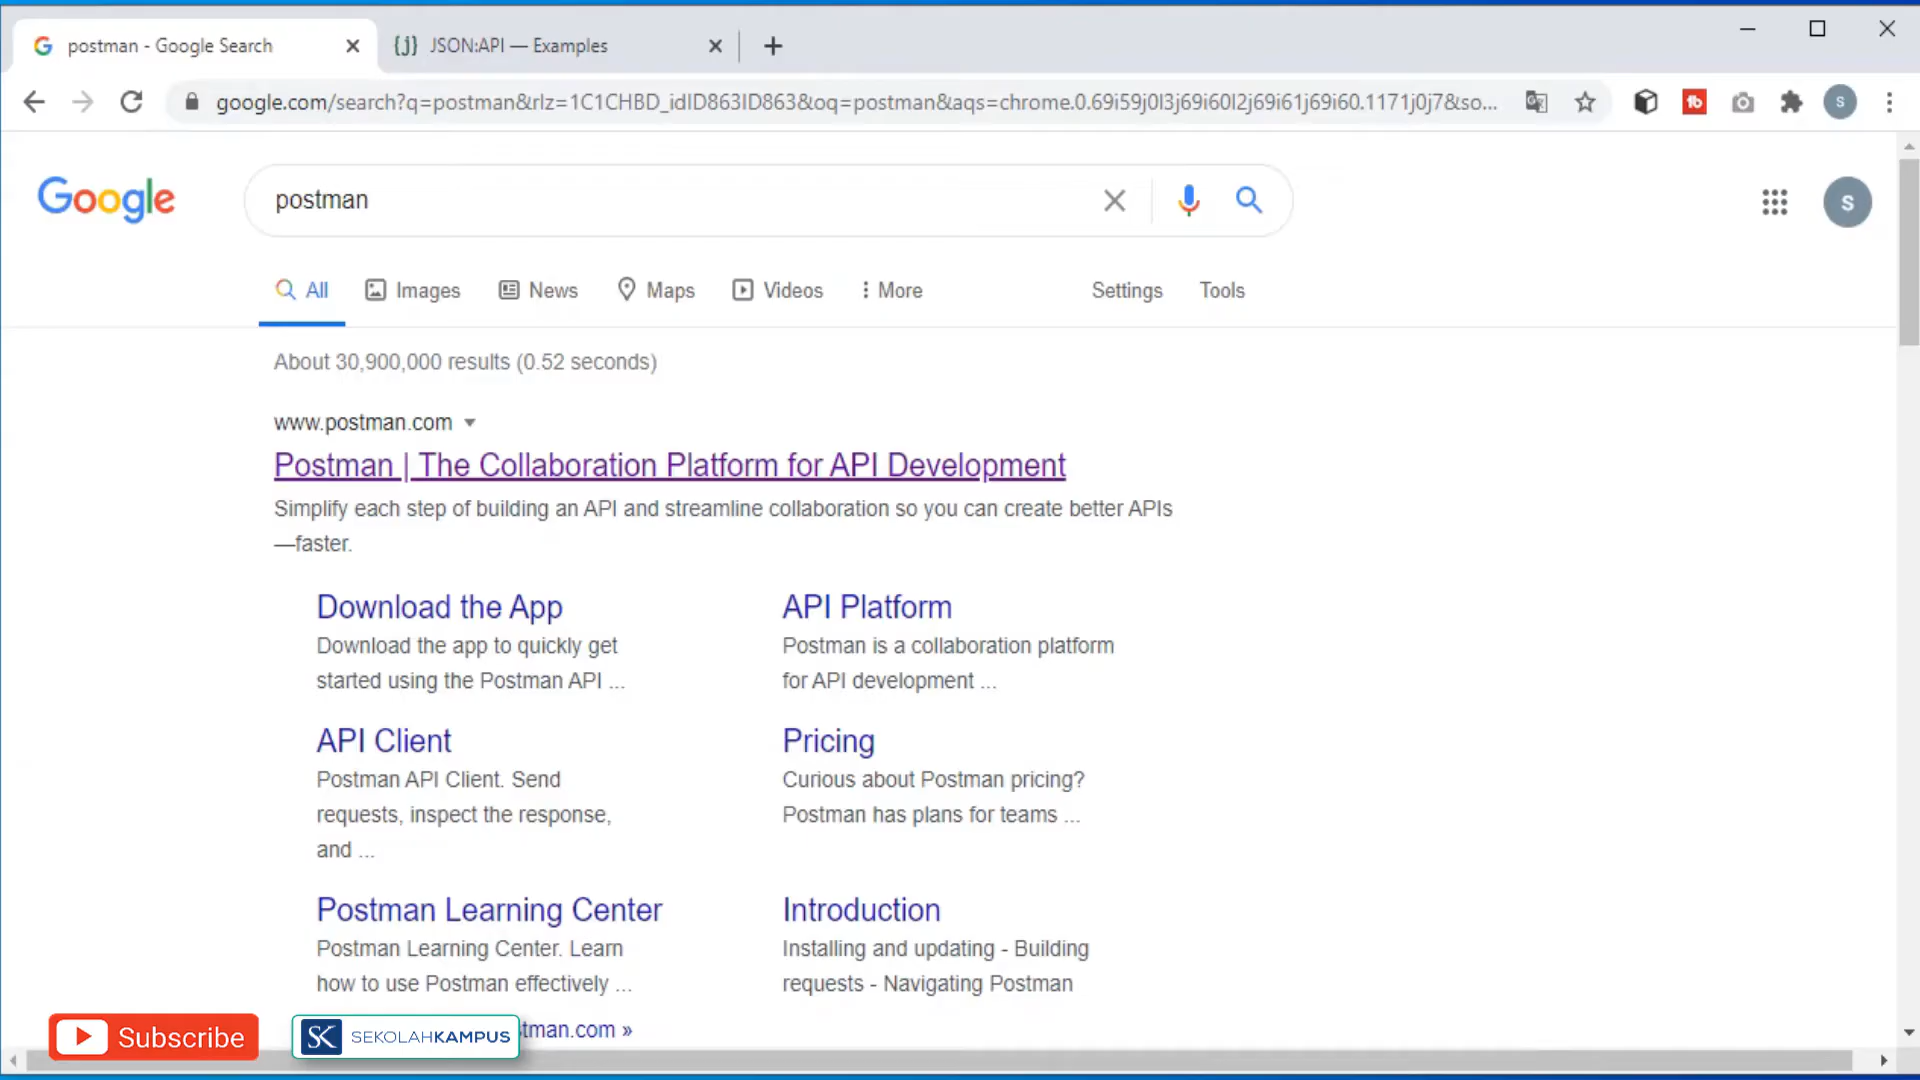 postman - Google Search
{j} JSON:API — Examples
google.com/search?q=postman&rlz=1C1CHBD_idID863ID863&oq=postman&aqs=chrome.0.69i59j0l3j69i60l2j69i61j69i60.1171j0j7&so...
S
Google
postman
S
All
Images
News
Maps
Videos
More
Settings
Tools
About 30,900,000 results (0.52 seconds)
www.postman.com
Postman | The Collaboration Platform for API Development
Simplify each step of building an API and streamline collaboration so you can create better APIs
—faster.
Download the App
Download the app to quickly get
started using the Postman API ...
API Platform
Postman is a collaboration platform
for API development ...
API Client
Postman API Client. Send
requests, inspect the response,
and ...
Pricing
Curious about Postman pricing?
Postman has plans for teams ...
Postman Learning Center
Postman Learning Center. Learn
how to use Postman effectively ...
Introduction
Installing and updating - Building
requests - Navigating Postman
Subscribe
SK SEKOLAHKAMPUS
tman.com »